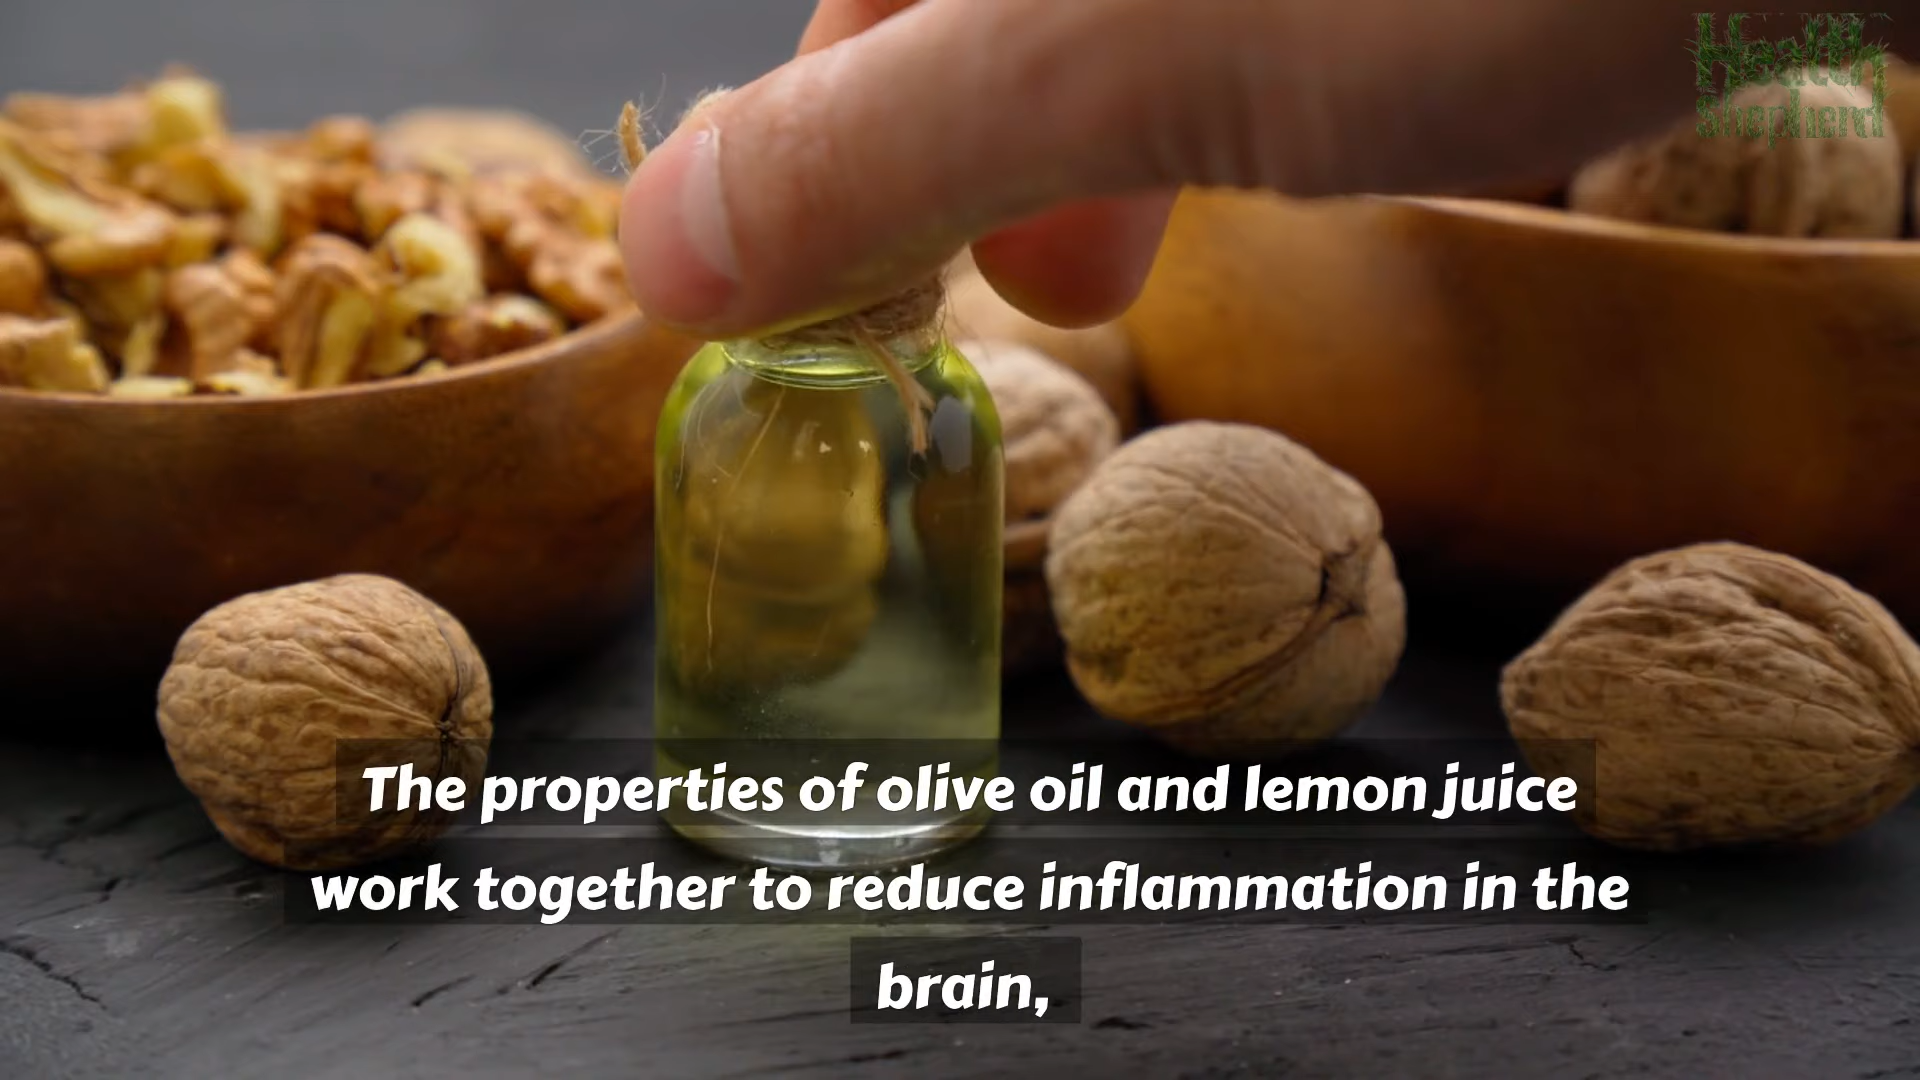 Health
Shepherd
The properties of olive oil and lemon juice
work together to reduce inflammation in the
brain,